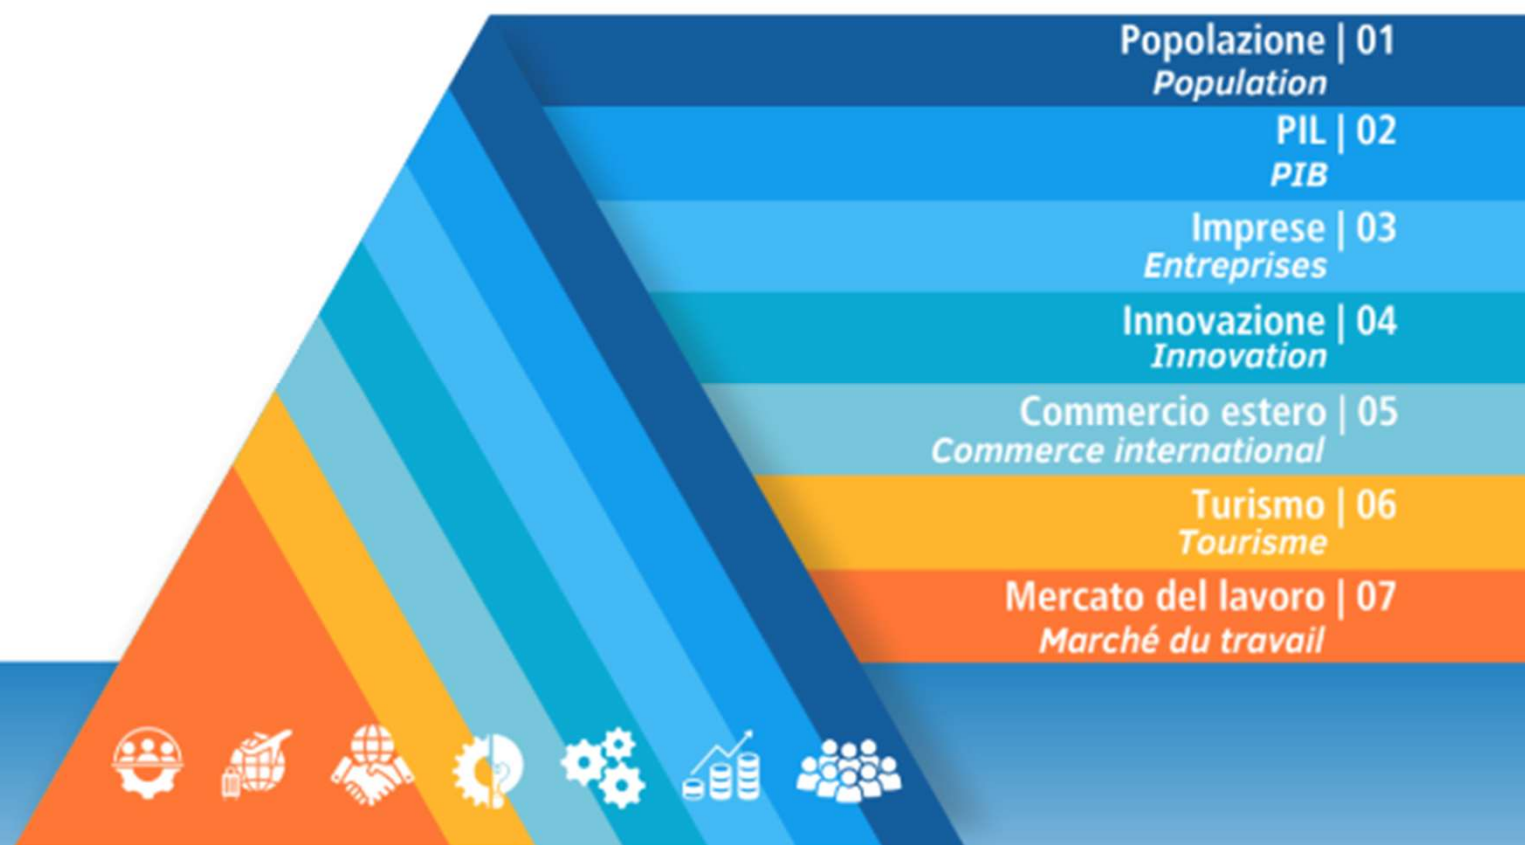 Popolazione | 01
Population
PIL | 02
PIB
Imprese | 03
Entreprises
Innovazione | 04
Innovation
Commercio estero | 05
Commerce international
Turismo | 06
Tourisme
Mercato del lavoro | 07
Marché du travail